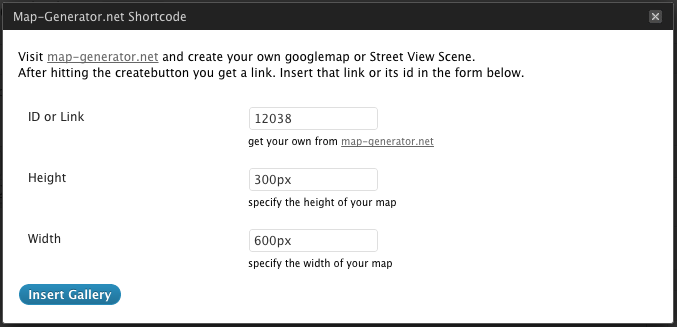 Map-Generator.net Shortcode
Visit map-generator.net and create your own googlemap or Street View Scene.
After hitting the createbutton you get a link. Insert that link or its id in the form below.
ID or Link
12038
get your own from map-generator.net
Height
300px
specify the height of your map
Width
600px
specify the width of your map
Insert Gallery